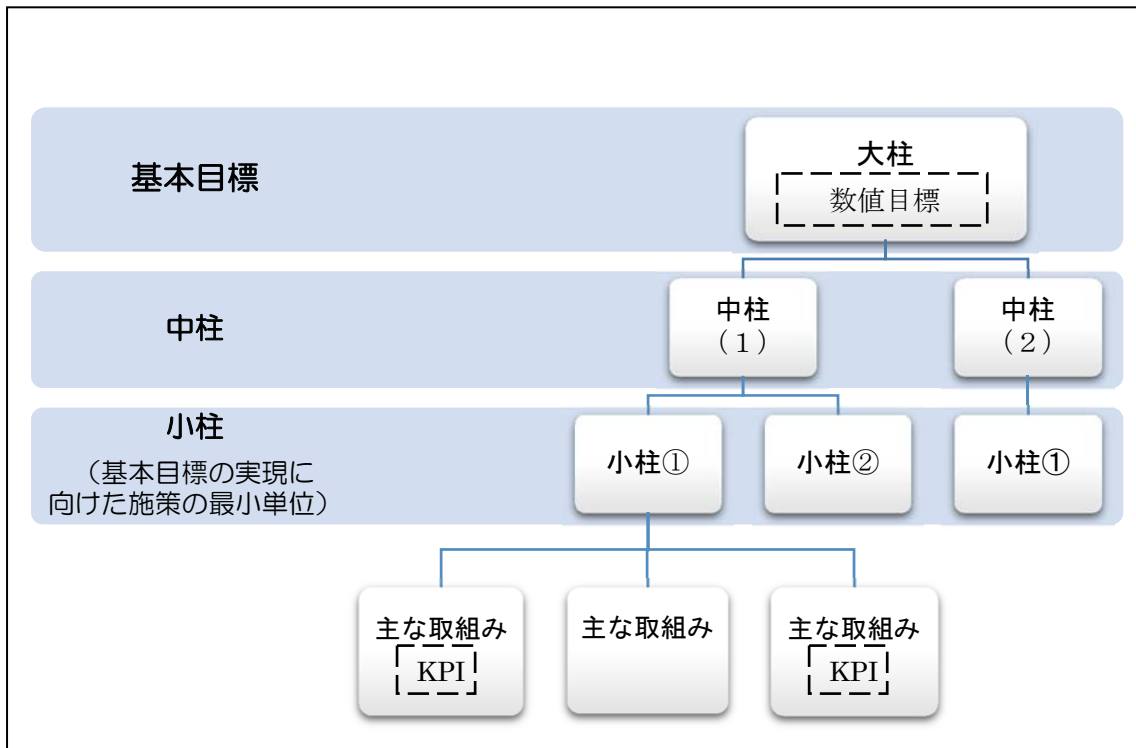 基本目標
大柱
数値目標
中柱
中柱
（１）
中柱
（２）
小柱
（基本目標の実現に
向けた施策の最小単位）
小柱①
小柱②
小柱①
主な取組み
KPI
主な取組み
主な取組み
KPI